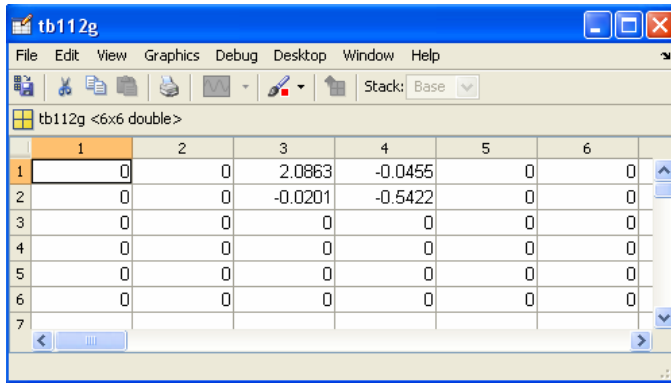 tb112g
File Edit View Graphics Debug Desktop Window Help
Stack: Base
tb112g <6x6 double>
1 2 3 4 5 6
1 0 0 2.0863 -0.0455 0 0
2 0 0 -0.0201 -0.5422 0 0
3 0 0 0 0 0 0
4 0 0 0 0 0 0
5 0 0 0 0 0 0
6 0 0 0 0 0 0
7